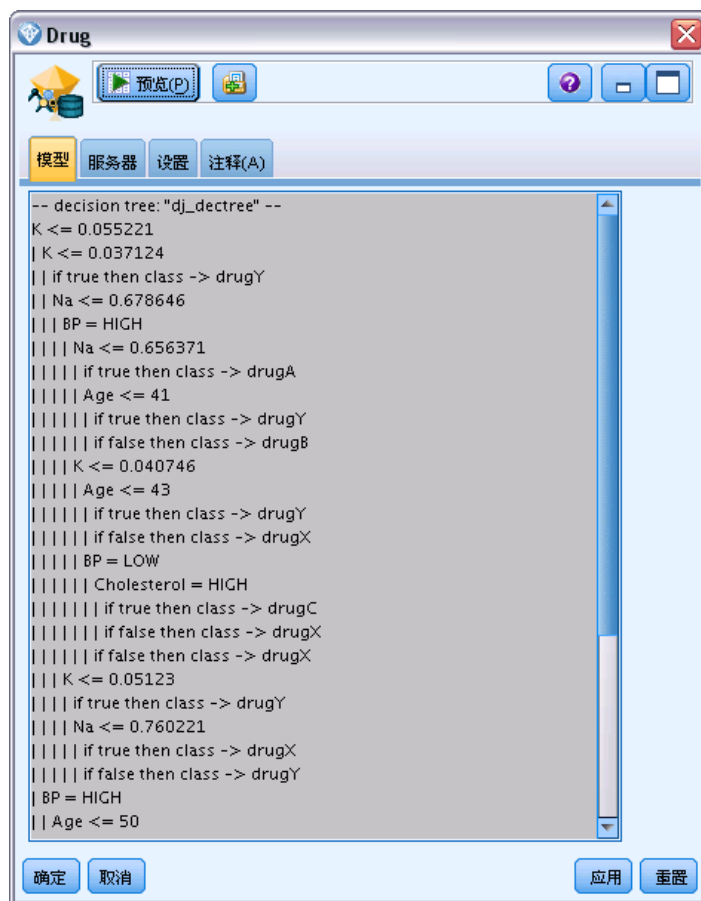 Drug
预览(P)
模型 服务器 设置 注释(A)
-- decision tree: "dj_dectree" --
K <= 0.055221
| K <= 0.037124
| | if true then class -> drugY
| | Na <= 0.678646
| | | BP = HIGH
| | | | Na <= 0.656371
| | | | | if true then class -> drugA
| | | | | Age <= 41
| | | | | | if true then class -> drugY
| | | | | | if false then class -> drugB
| | | | K <= 0.040746
| | | | | Age <= 43
| | | | | | if true then class -> drugY
| | | | | | if false then class -> drugX
| | | | | BP = LOW
| | | | | | Cholesterol = HIGH
| | | | | | | if true then class -> drugC
| | | | | | | if false then class -> drugX
| | | | | | if false then class -> drugX
| | | K <= 0.05123
| | | | if true then class -> drugY
| | | | Na <= 0.760221
| | | | | if true then class -> drugX
| | | | | if false then class -> drugY
| BP = HIGH
| | Age <= 50
确定 取消 应用 重置